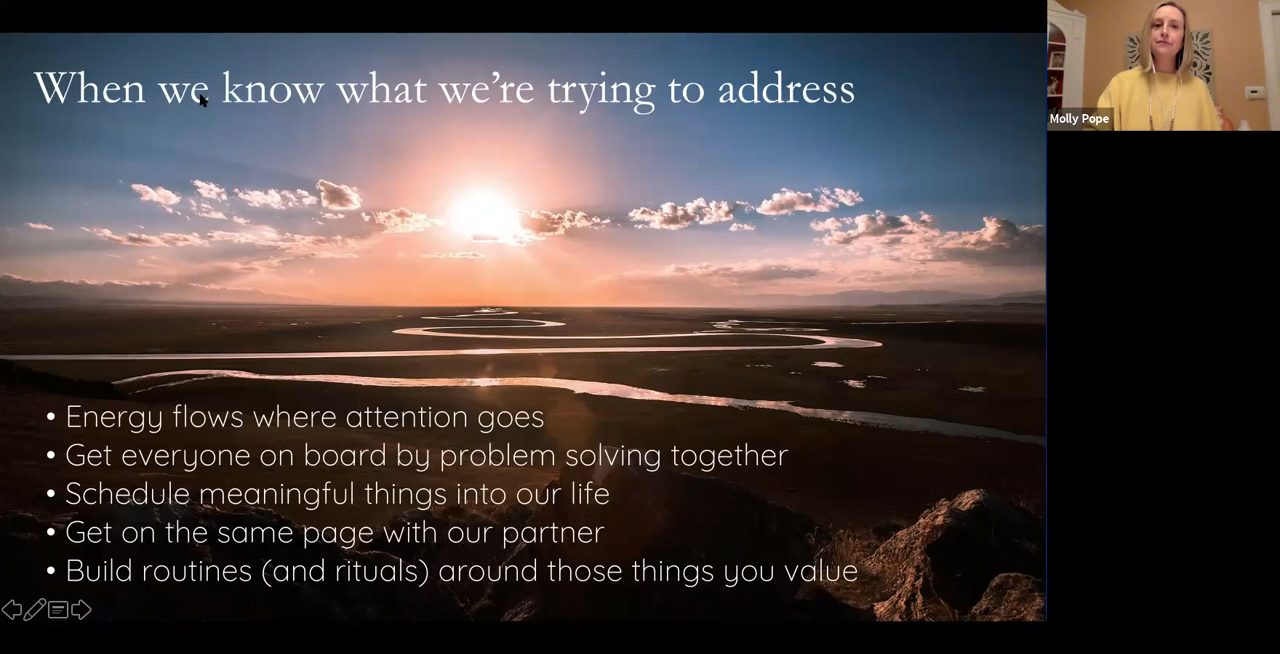 When we know what we're trying to address
Molly Pope
• Energy flows where attention goes
• Get everyone on board by problem solving together
• Schedule meaningful things into our life
• Get on the same page with our partner
• Build routines (and rituals) around those things you value